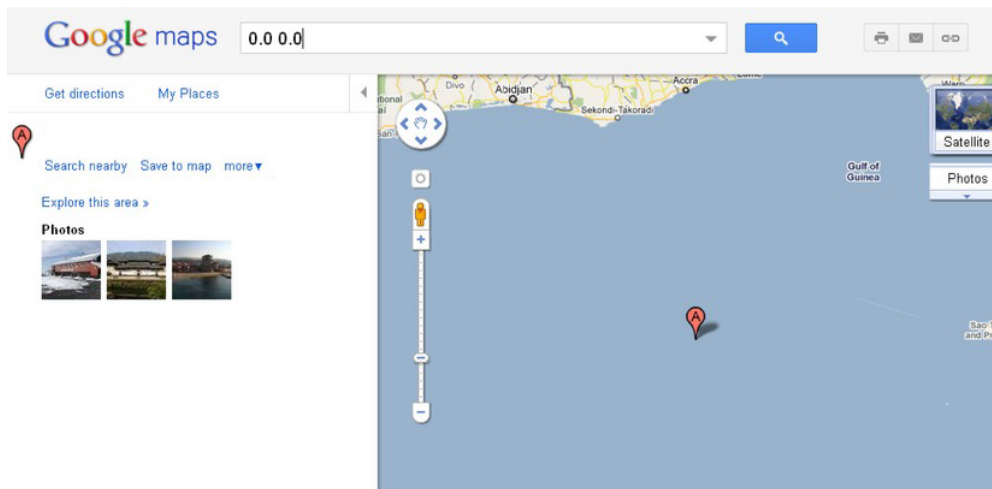 Google maps
0.0 0.0
Get directions My Places
A
Search nearby Save to map more▼
Explore this area »
Photos
Divo
Abidjan
Accra
Sekondi-Takoradi
Gulf of
Guinea
A
Satellite
Photos